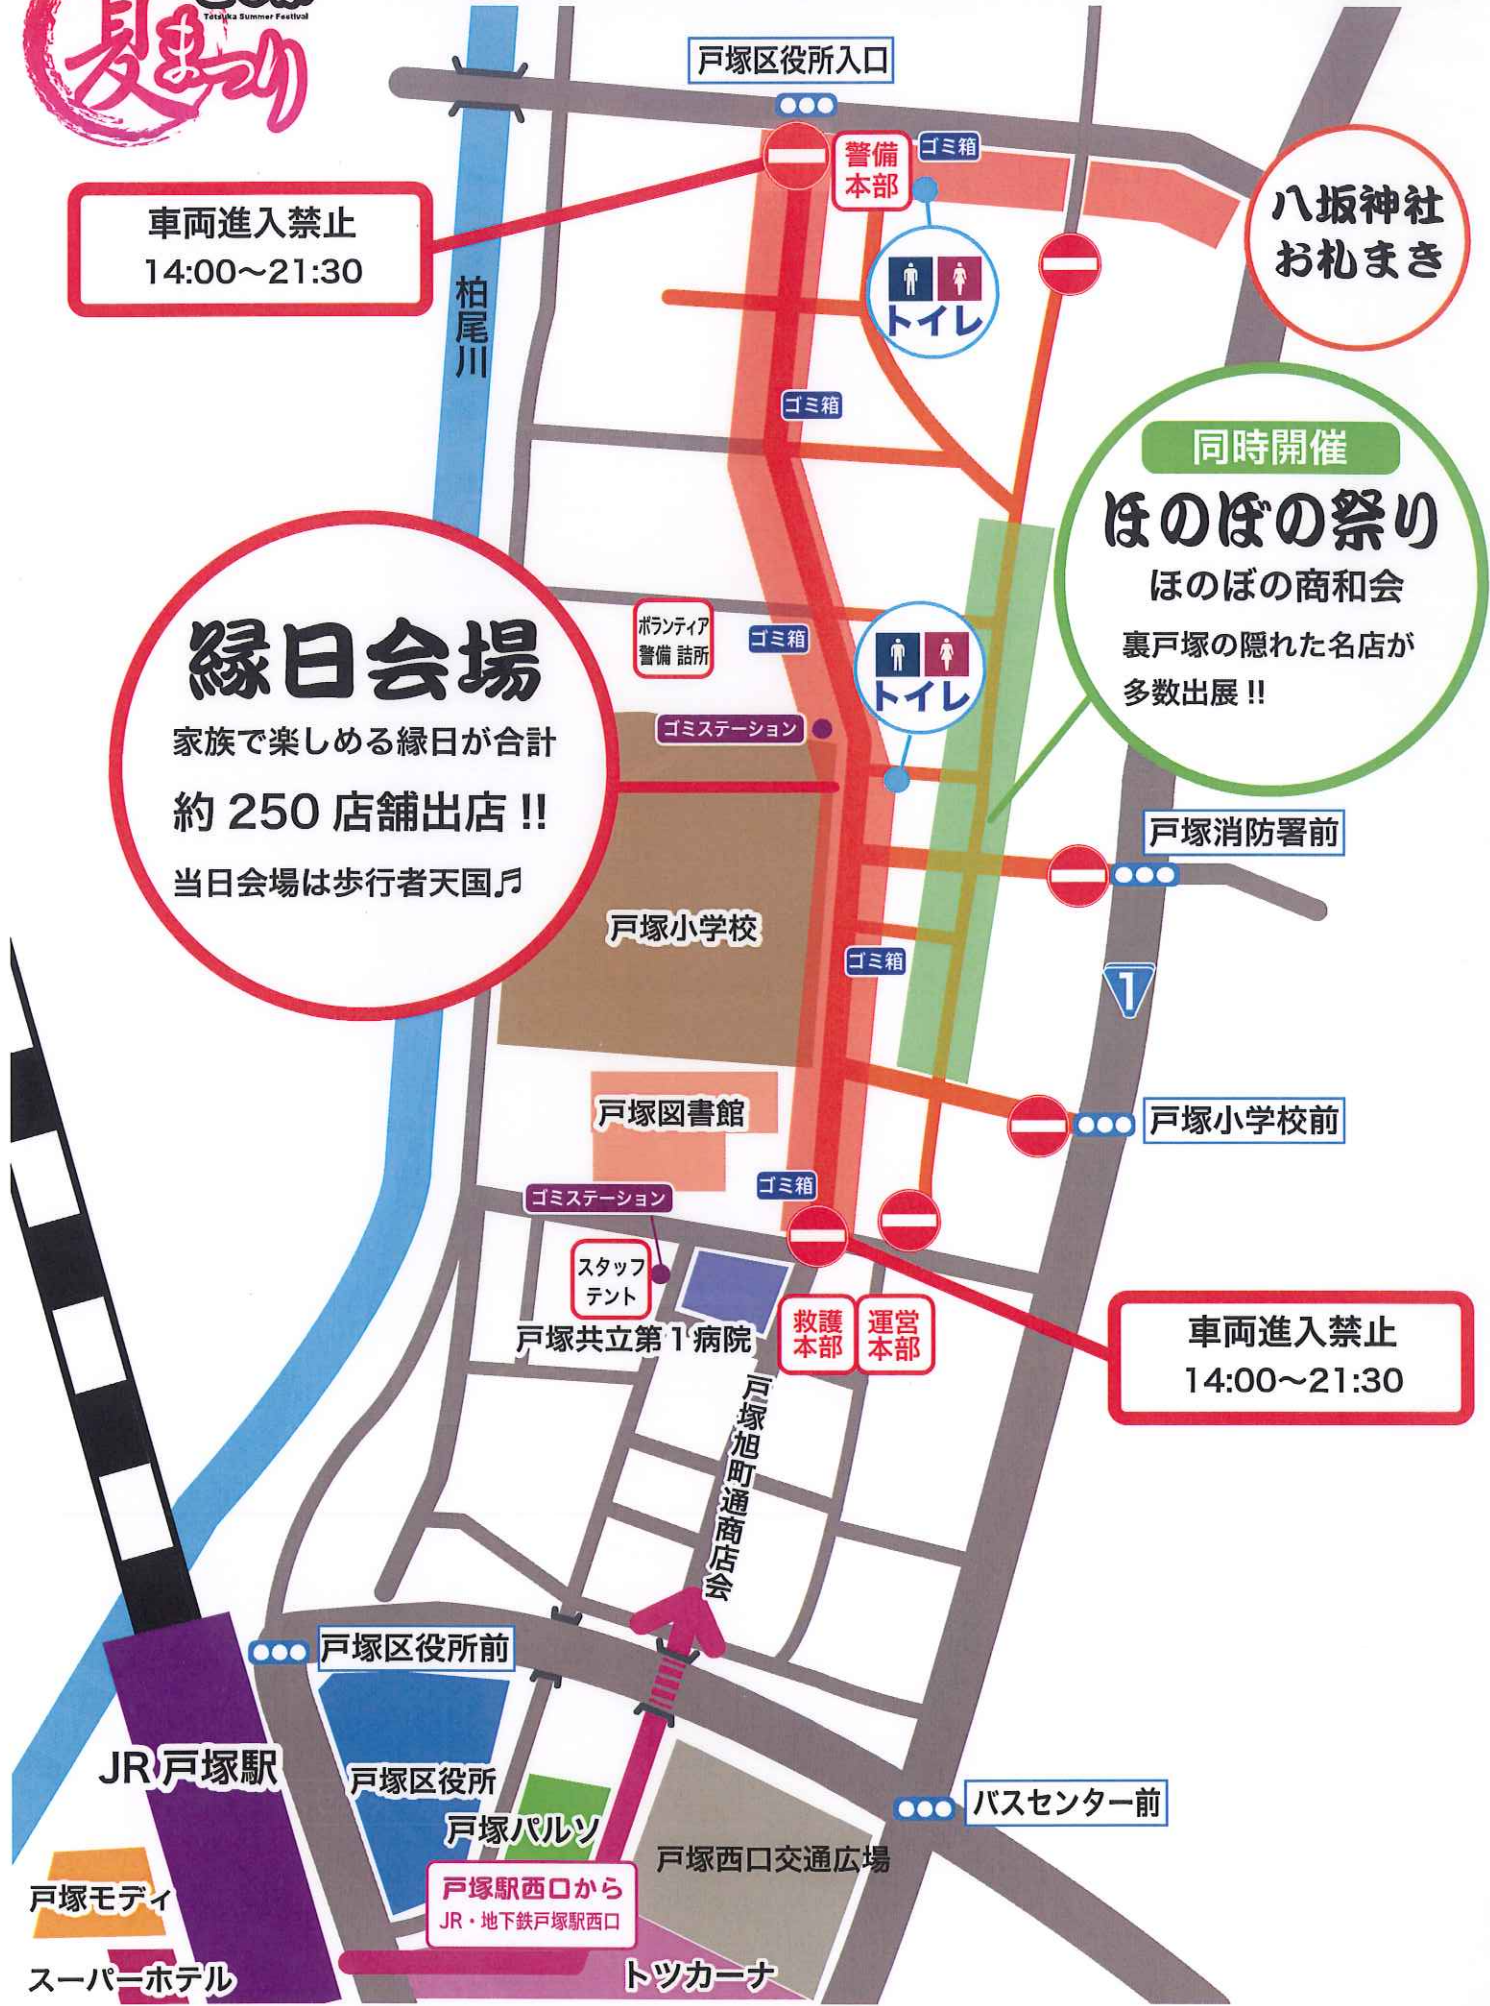 Totsuka Summer Festival
夏まつり
戸塚区役所入口
警備
本部
ゴミ箱
車両進入禁止
14:00〜21:30
八坂神社
お札まき
トイレ
柏尾川
ゴミ箱
同時開催
ほのぼの祭り
ほのぼの商和会
裏戸塚の隠れた名店が
多数出展!!
縁日会場
家族で楽しめる縁日が合計
約250店舗出店!!
当日会場は歩行者天国♬
ボランティア
警備 詰所
ゴミ箱
トイレ
ゴミステーション
戸塚消防署前
戸塚小学校
ゴミ箱
1
戸塚図書館
戸塚小学校前
ゴミ箱
ゴミステーション
スタッフ
テント
戸塚共立第1病院
救護
本部
運営
本部
車両進入禁止
14:00〜21:30
戸塚旭町通商店会
戸塚区役所前
JR戸塚駅
戸塚区役所
戸塚パルソ
バスセンター前
戸塚西口交通広場
戸塚モディ
戸塚駅西口から
JR・地下鉄戸塚駅西口
スーパーホテル
トツカーナ